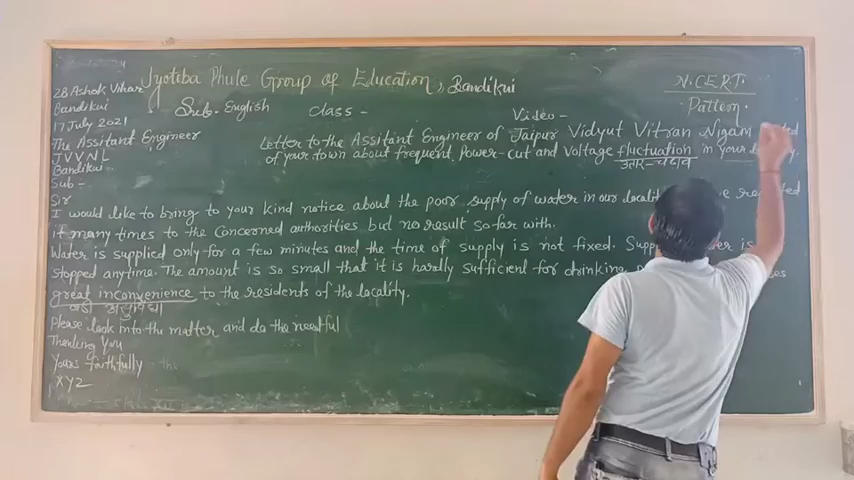 Jyoteba Phule Group of Education, Bandikui
N.CERT.
Pattern.
Sub. English Class - Video -
28 Ashok Vihar
Bandikui
17 July 2021
The Assitant Engineer
JVVNL
Bandikui
Sub -
Letter to the Assitant Engineer of Jaipur Vidyut Vitran Nigam
of your town about frequent Power-cut and Voltage fluctuation in your
उतार-चढाव
Sir
I would like to bring to your kind notice about the poor supply of water in our
it many times to the Concerned authorities but no result so far with.
Water is supplied only for a few minutes and the time of supply is not fixed. is
stopped anytime. The amount is so small that it is hardly sufficient for drinking
great inconvenience to the residents of the locality.
Please look into the matter and do the needful
Thanking You
Yours faithfully
XYZ